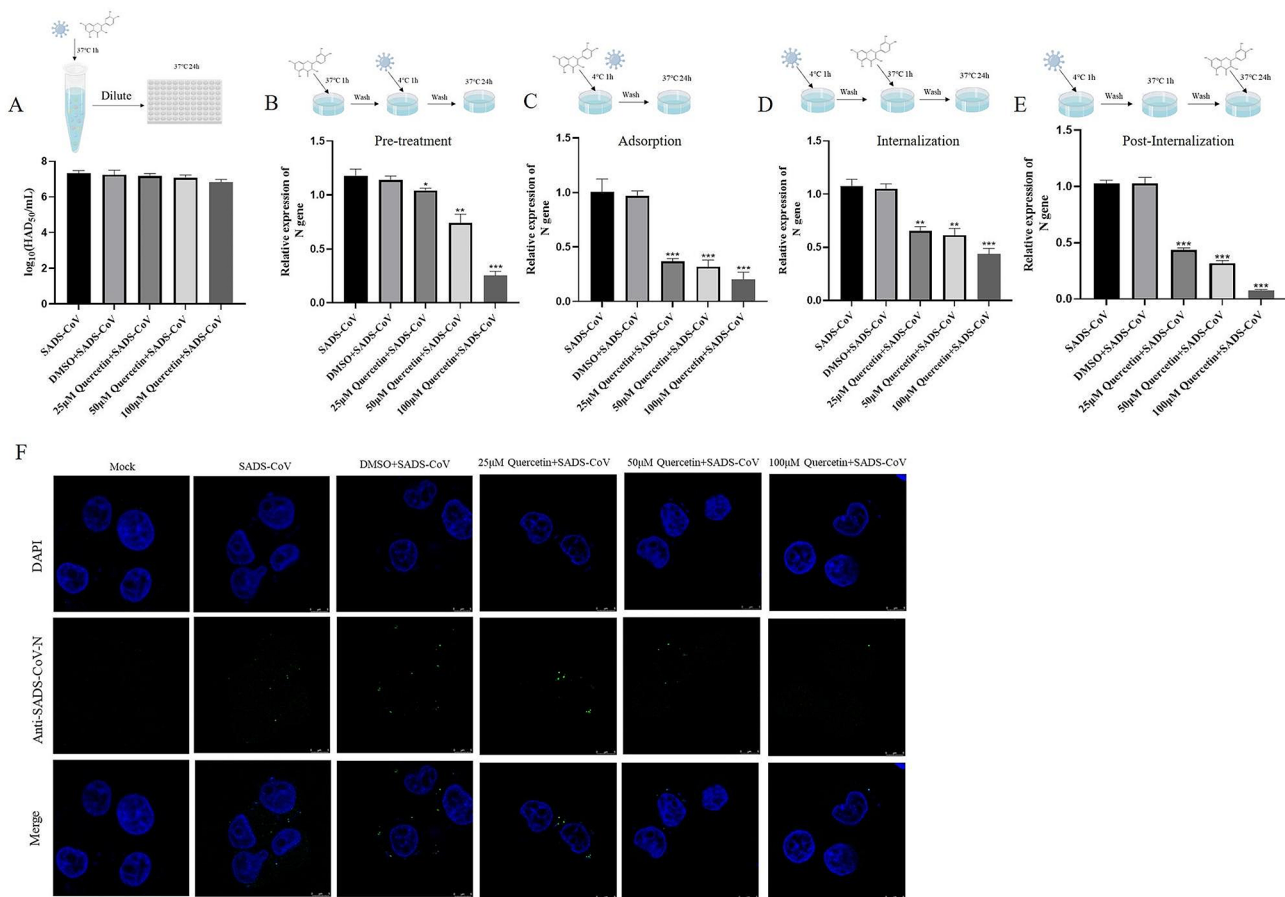 A
37°C 1h
Dilute
37°C 24h
log10(HAD50/mL)
8
6
4
2
0
SADS-CoV
DMSO+SADS-CoV
25μM Quercetin+SADS-CoV
50μM Quercetin+SADS-CoV
100μM Quercetin+SADS-CoV
B
37°C 1h
Wash
4°C 1h
Wash
37°C 24h
Pre-treatment
Relative expression of
N gene
1.5
1.0
0.5
0.0
*
**
***
SADS-CoV
DMSO+SADS-CoV
25μM Quercetin+SADS-CoV
50μM Quercetin+SADS-CoV
100μM Quercetin+SADS-CoV
C
4°C 1h
Wash
37°C 24h
Adsorption
Relative expression of
N gene
1.5
1.0
0.5
0.0
***
***
***
SADS-CoV
DMSO+SADS-CoV
25μM Quercetin+SADS-CoV
50μM Quercetin+SADS-CoV
100μM Quercetin+SADS-CoV
D
4°C 1h
Wash
37°C 1h
Wash
37°C 24h
Internalization
Relative expression of
N gene
1.5
1.0
0.5
0.0
**
**
***
SADS-CoV
DMSO+SADS-CoV
25μM Quercetin+SADS-CoV
50μM Quercetin+SADS-CoV
100μM Quercetin+SADS-CoV
E
4°C 1h
Wash
37°C 1h
Wash
37°C 24h
Post-Internalization
Relative expression of
N gene
1.5
1.0
0.5
0.0
***
***
***
SADS-CoV
DMSO+SADS-CoV
25μM Quercetin+SADS-CoV
50μM Quercetin+SADS-CoV
100μM Quercetin+SADS-CoV
F
Mock
SADS-CoV
DMSO+SADS-CoV
25μM Quercetin+SADS-CoV
50μM Quercetin+SADS-CoV
100μM Quercetin+SADS-CoV
DAPI
Anti-SADS-CoV-N
Merge